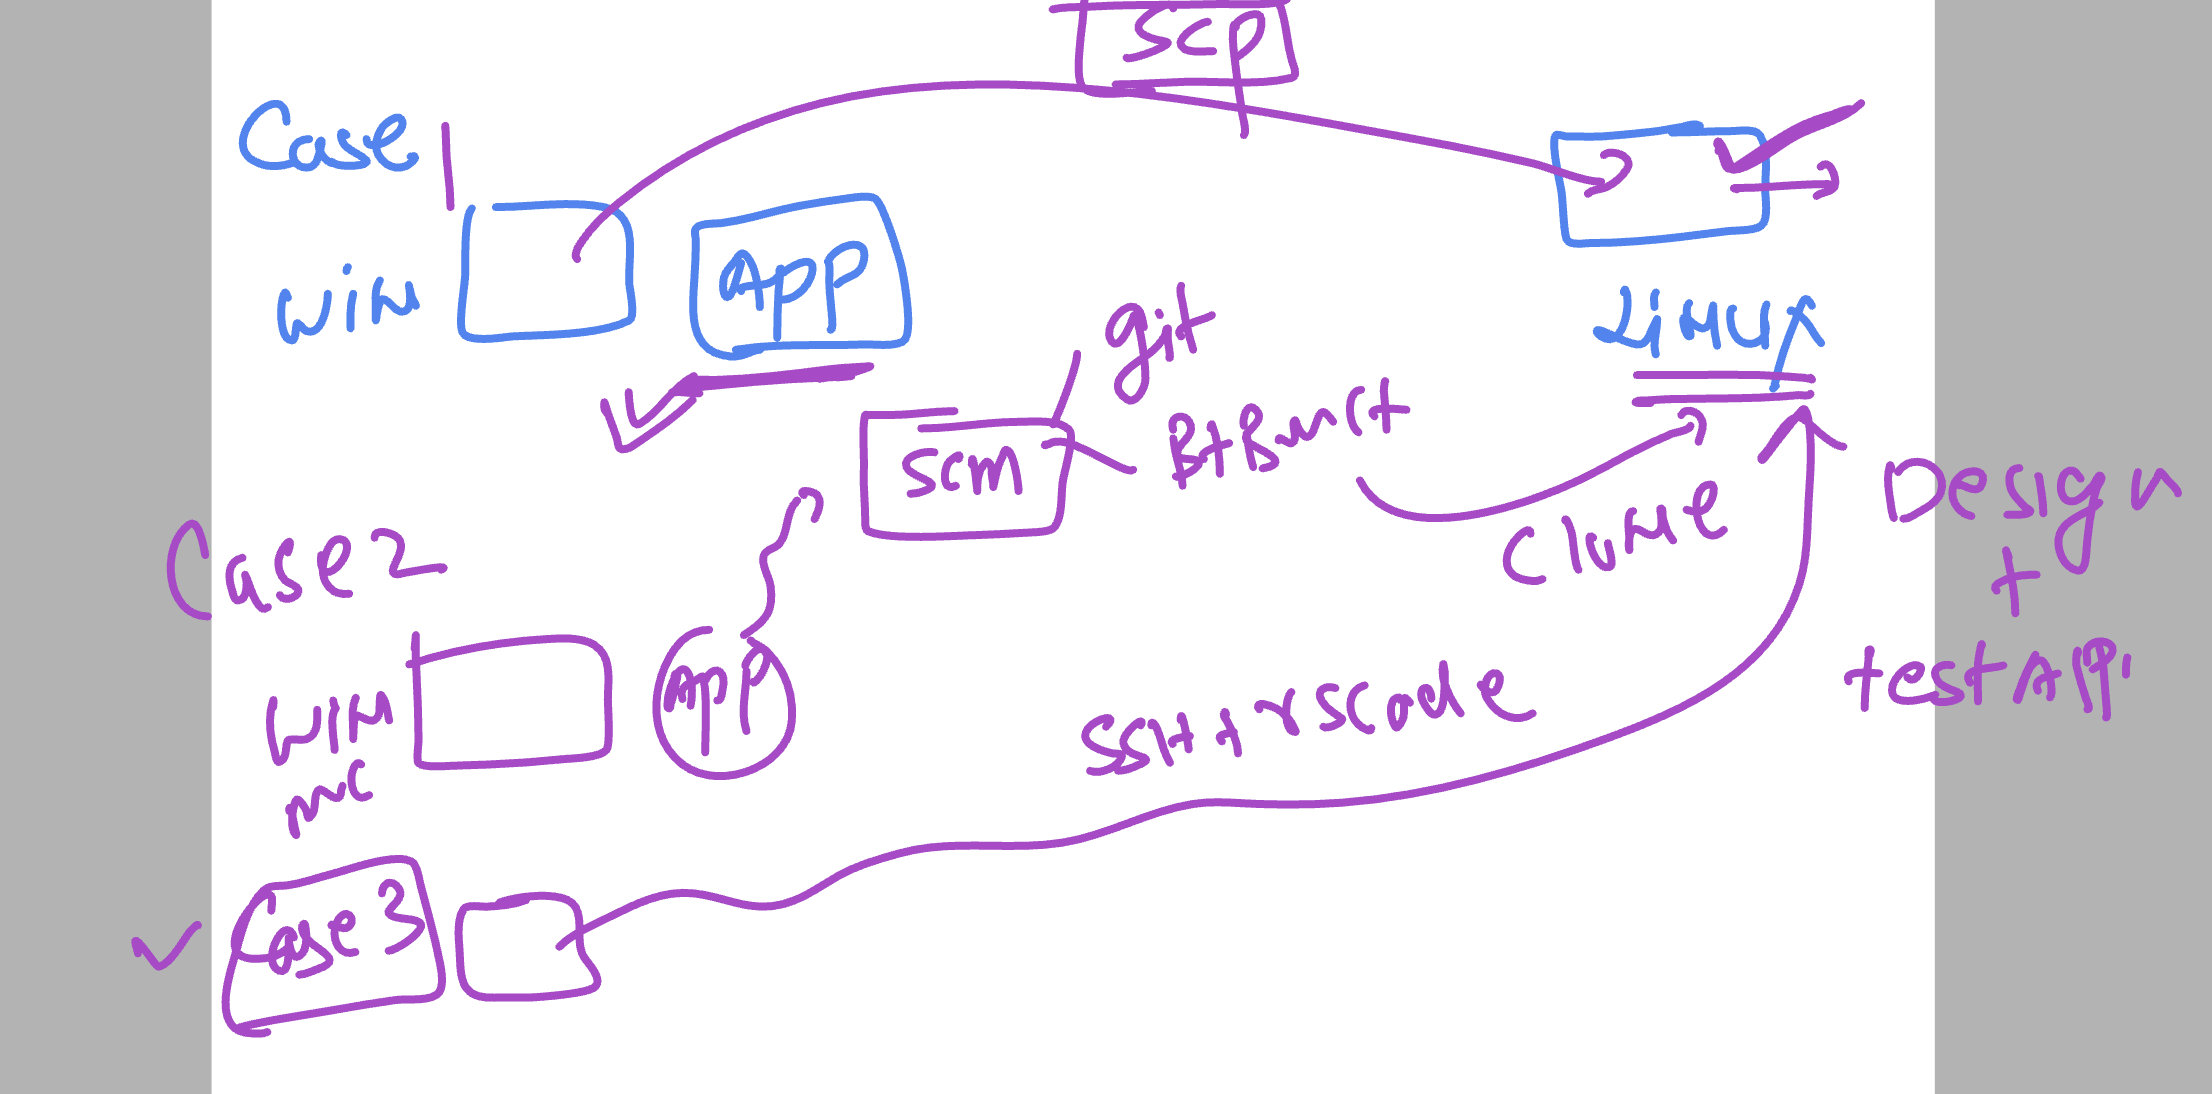 scp
Case 1
win
App
Linux
git
scm
BtBuct
Clone
Design
+
test App
Case 2
App
WIN
mc
SSH + vscode
Case 3